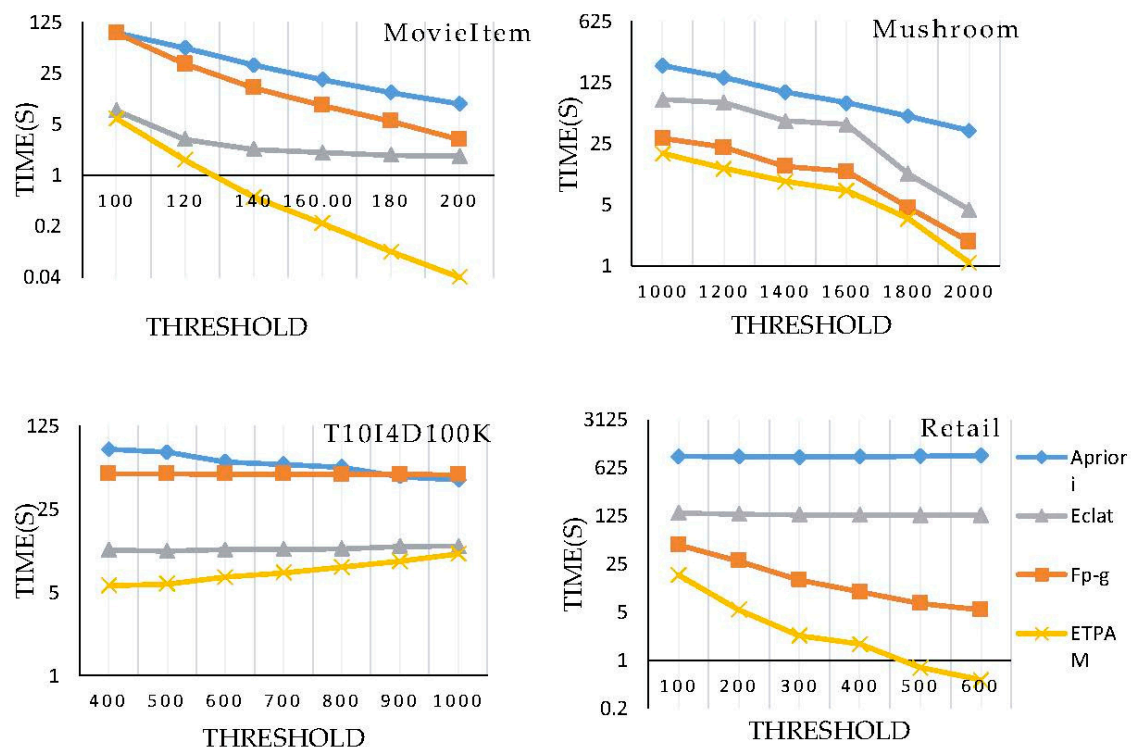 MovieItem
TIME(S)
125
25
5
1
0.2
0.04
100 120 140 160.00 180 200
THRESHOLD
Mushroom
TIME(S)
625
125
25
5
1
1000 1200 1400 1600 1800 2000
THRESHOLD
T10I4D100K
TIME(S)
125
25
5
1
400 500 600 700 800 900 1000
THRESHOLD
Retail
TIME(S)
3125
625
125
25
5
1
0.2
100 200 300 400 500 600
THRESHOLD
Aprior
i
Eclat
Fp-g
ETPA
M